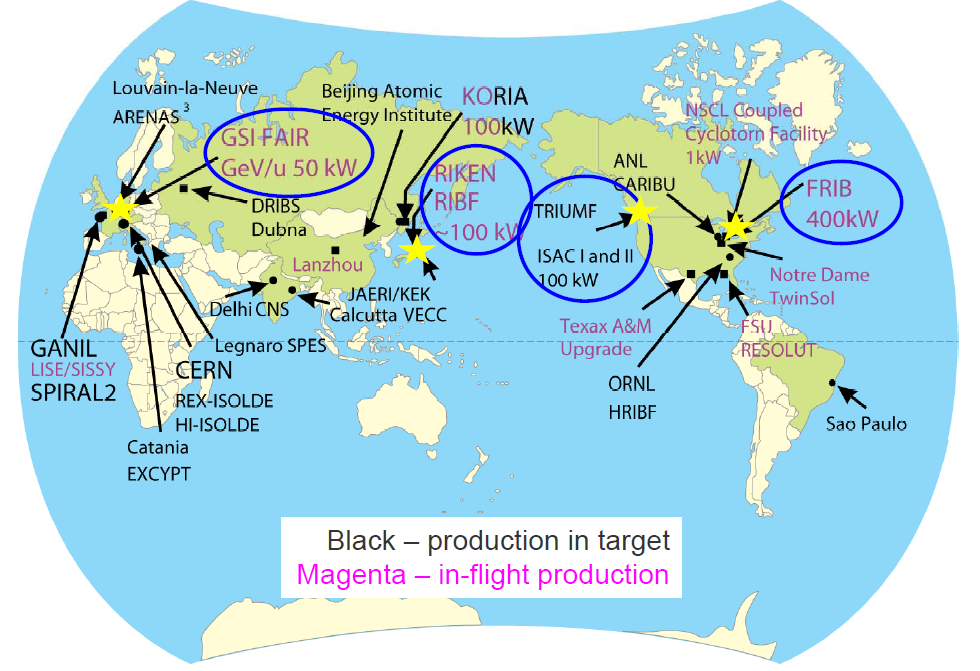 Louvain-la-Neuve
ARENAS 3
GSI FAIR
GeV/u 50 kW
Beijing Atomic
Energy Institute
KORIA
100kW
RIKEN
RIBF
~100 kW
DRIBS
Dubna
Lanzhou
JAERI/KEK
Delhi CNS
Calcutta VECC
GANIL
LISE/SISSY
SPIRAL2
Legnaro SPES
CERN
REX-ISOLDE
HI-ISOLDE
Catania
EXCYPT
TRIUMF
ISAC I and II
100 kW
ANL
CARIBU
NSCL Coupled
Cyclotorn Facility
1kW
FRIB
400kW
Notre Dame
TwinSol
Texax A&M
Upgrade
FSU
RESOLUT
ORNL
HRIBF
Sao Paulo
Black – production in target
Magenta – in-flight production